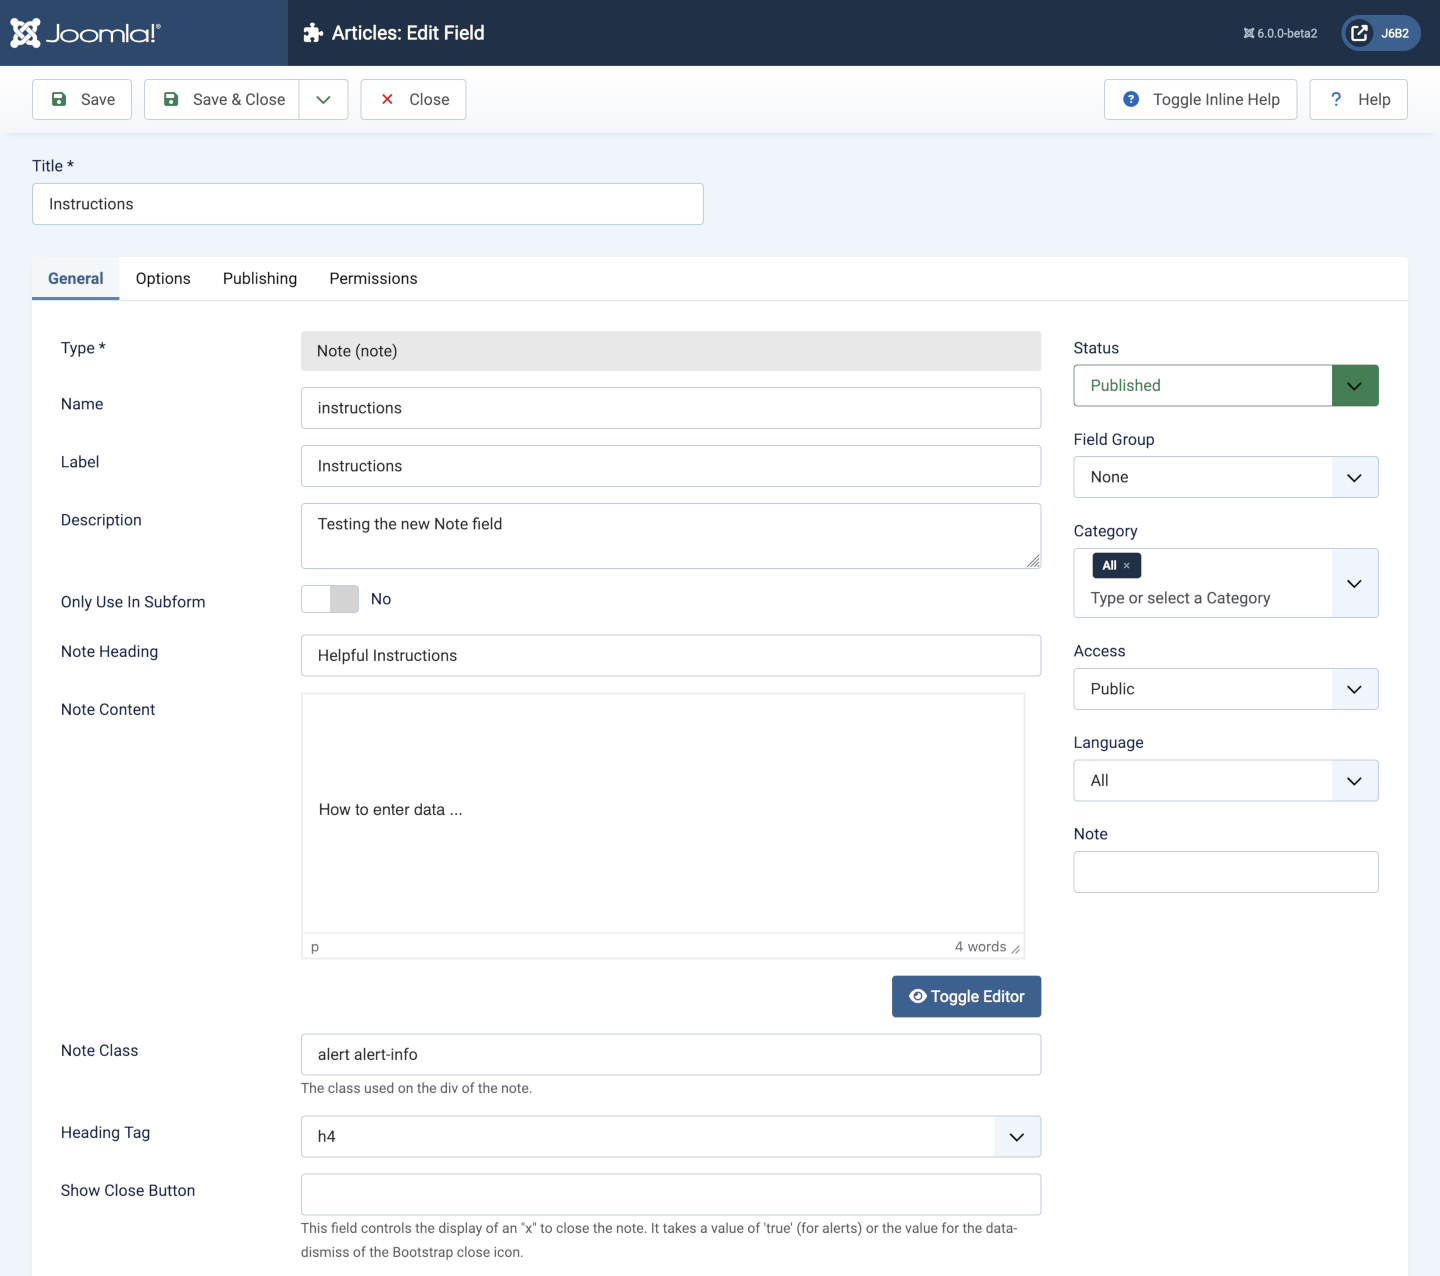 Joomla!®
Articles: Edit Field
6.0.0-beta2
J6B2
Save
Save & Close
Close
Toggle Inline Help
? Help
Title *
Instructions
General
Options
Publishing
Permissions
Type *
Note (note)
Name
instructions
Label
Instructions
Description
Testing the new Note field
Only Use In Subform
No
Note Heading
Helpful Instructions
Note Content
How to enter data ...
p
4 words
Toggle Editor
Note Class
alert alert-info
The class used on the div of the note.
Heading Tag
h4
Show Close Button
This field controls the display of an "x" to close the note. It takes a value of 'true' (for alerts) or the value for the data-
dismiss of the Bootstrap close icon.
Status
Published
Field Group
None
Category
All ×
Type or select a Category
Access
Public
Language
All
Note